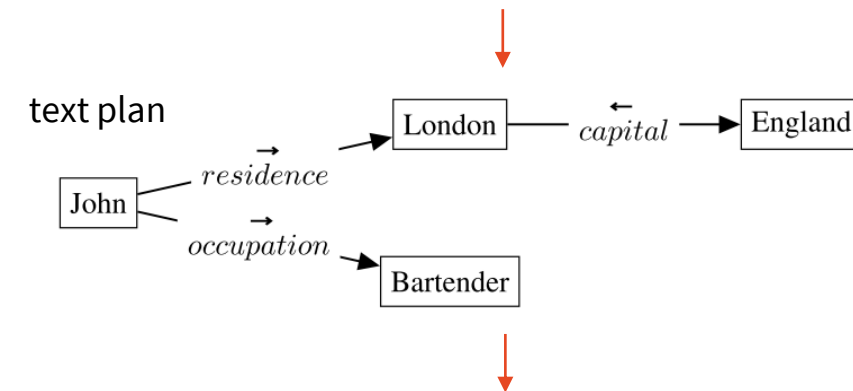 text plan
London
capital
England
residence
John
occupation
Bartender